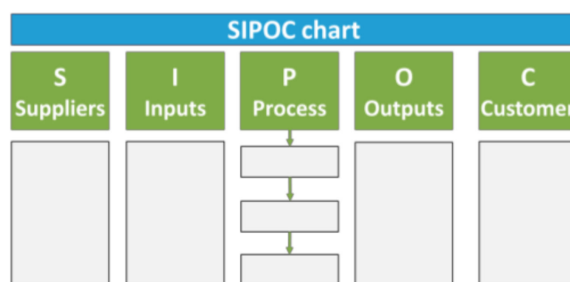 SIPOC chart
S
Suppliers
I
Inputs
P
Process
O
Outputs
C
Customer